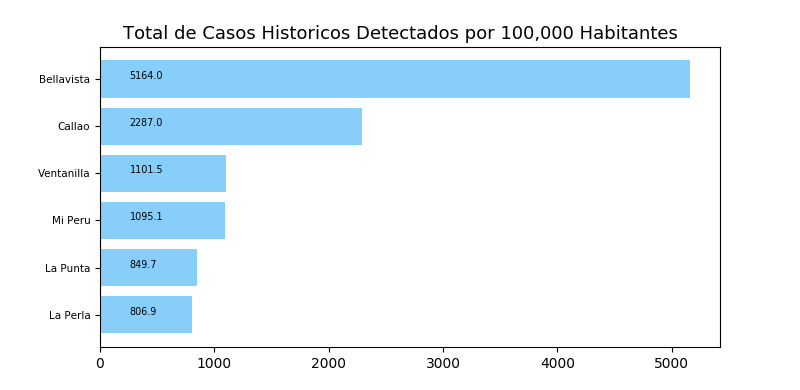 Total de Casos Historicos Detectados por 100,000 Habitantes
Bellavista 5164.0
Callao 2287.0
Ventanilla 1101.5
Mi Peru 1095.1
La Punta 849.7
La Perla 806.9
0 1000 2000 3000 4000 5000